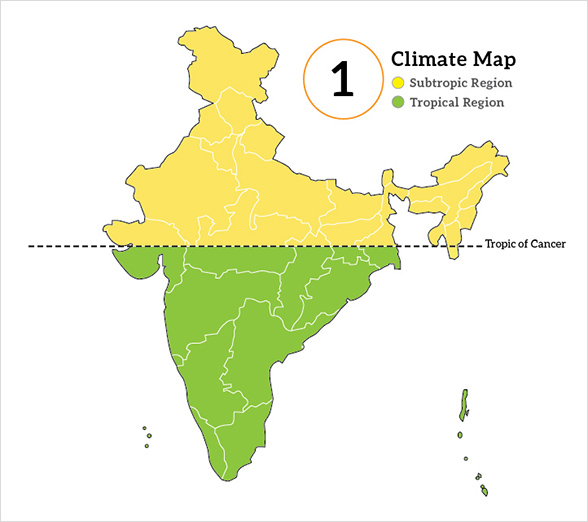 1
Climate Map
Subtropic Region
Tropical Region
Tropic of Cancer